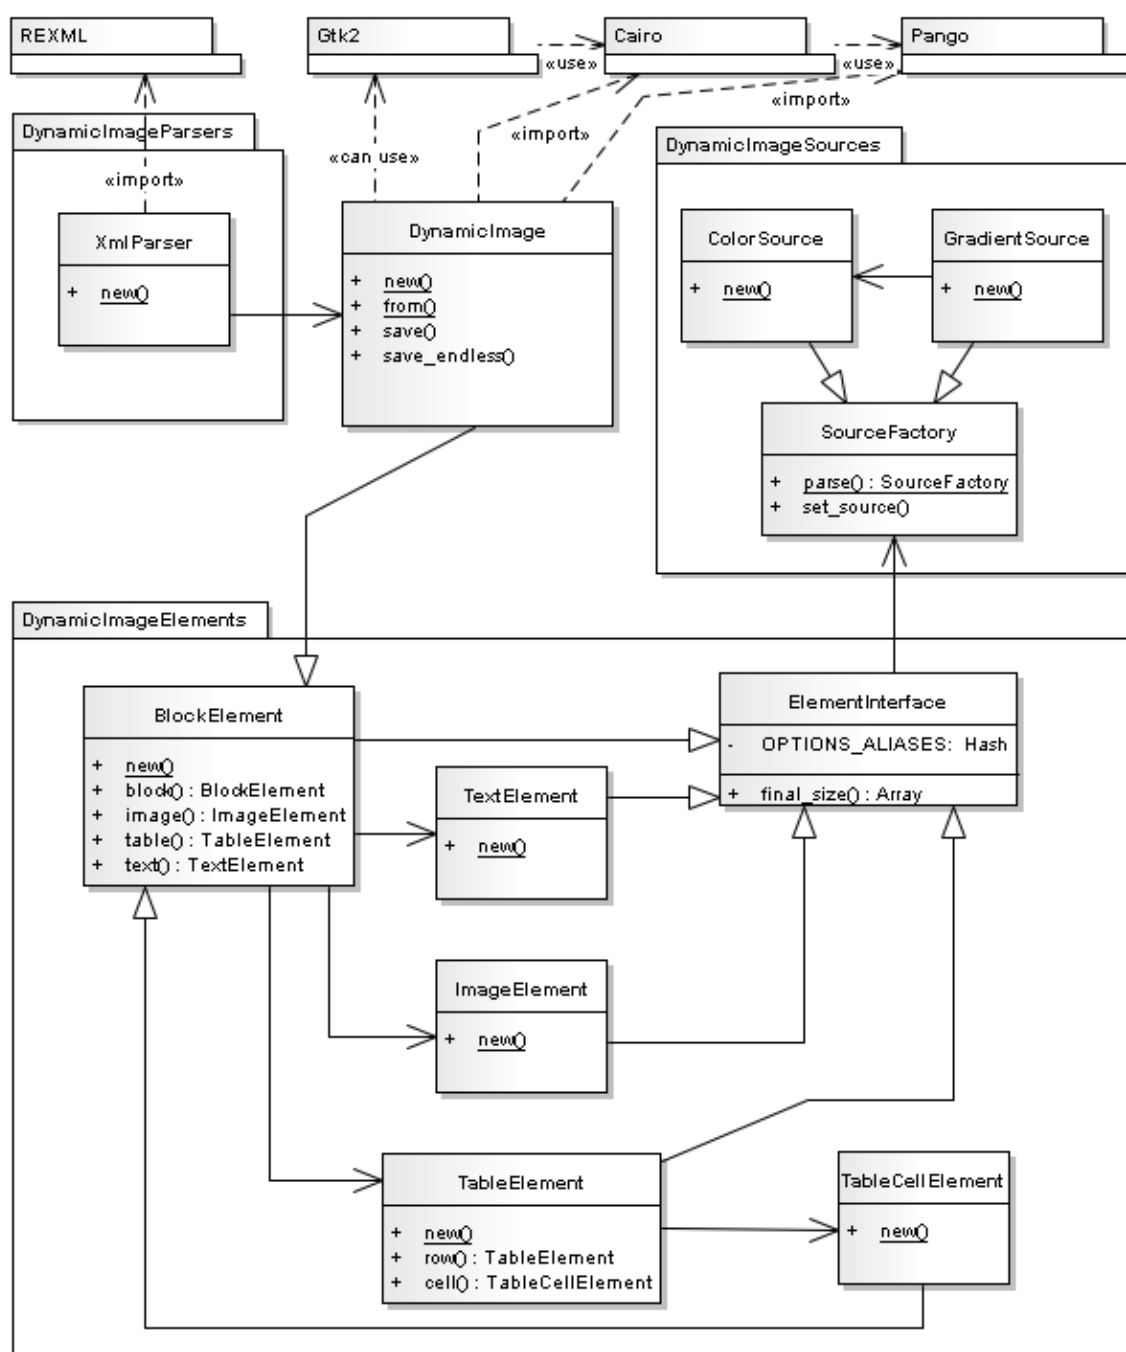 REXML
Gtk2
Cairo
Pango
«use»
«use»
«import»
«import»
«can use»
DynamicImageParsers
«import»
XmlParser
+ new()
DynamicImage
+ new()
+ from()
+ save()
+ save_endless()
DynamicImageSources
ColorSource
+ new()
GradientSource
+ new()
SourceFactory
+ parse() : SourceFactory
+ set_source()
DynamicImageElements
BlockElement
+ new()
+ block() : BlockElement
+ image() : ImageElement
+ table() : TableElement
+ text() : TextElement
ElementInterface
- OPTIONS_ALIASES: Hash
+ final_size() : Array
TextElement
+ new()
ImageElement
+ new()
TableElement
+ new()
+ row() : TableElement
+ cell() : TableCellElement
TableCellElement
+ new()